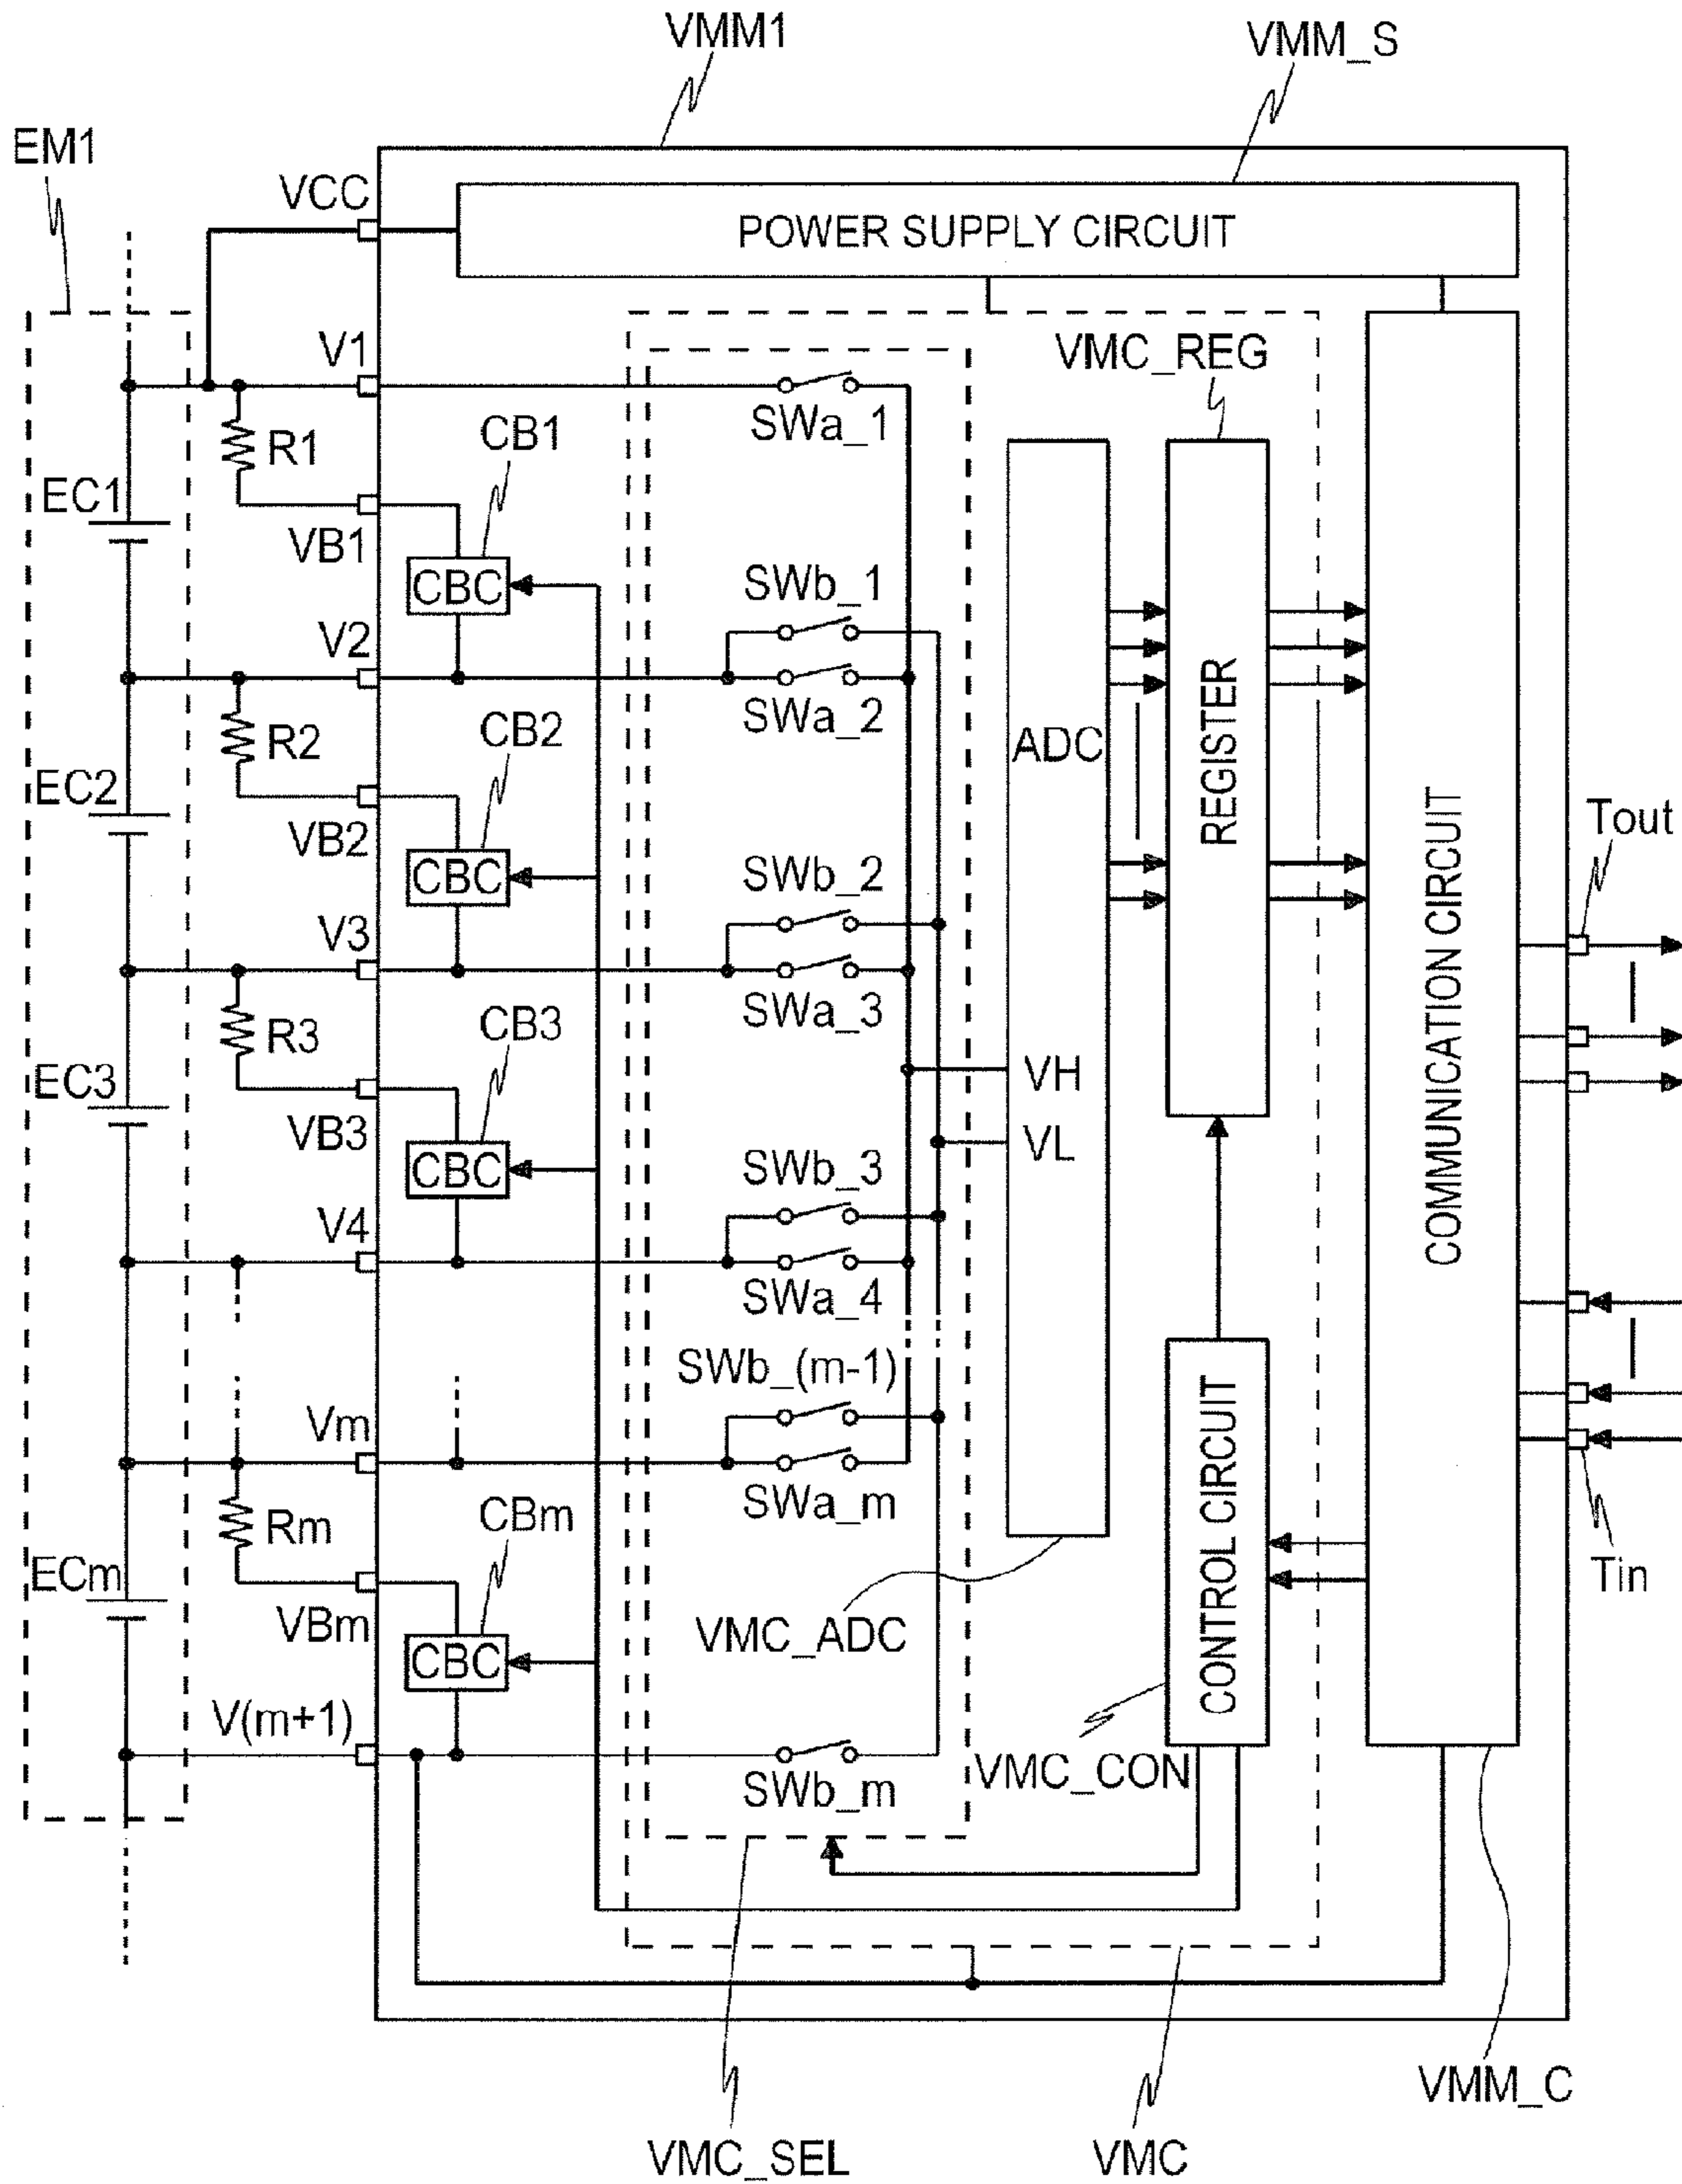 VMM1
VMM_S
EM1
VCC
POWER SUPPLY CIRCUIT
V1
VMC_REG
SWa_1
R1
CB1
EC1
VB1
CBC
SWb_1
V2
SWa_2
R2
CB2
ADC
REGISTER
EC2
VB2
CBC
SWb_2
COMMUNICATION CIRCUIT
Tout
V3
SWa_3
R3
CB3
EC3
VH
VB3
CBC
VL
SWb_3
V4
SWa_4
SWb_(m-1)
Vm
SWa_m
CONTROL CIRCUIT
Rm
CBm
ECm
Tin
VBm
CBC
VMC_ADC
V(m+1)
VMC_CON
SWb_m
VMM_C
VMC_SEL
VMC